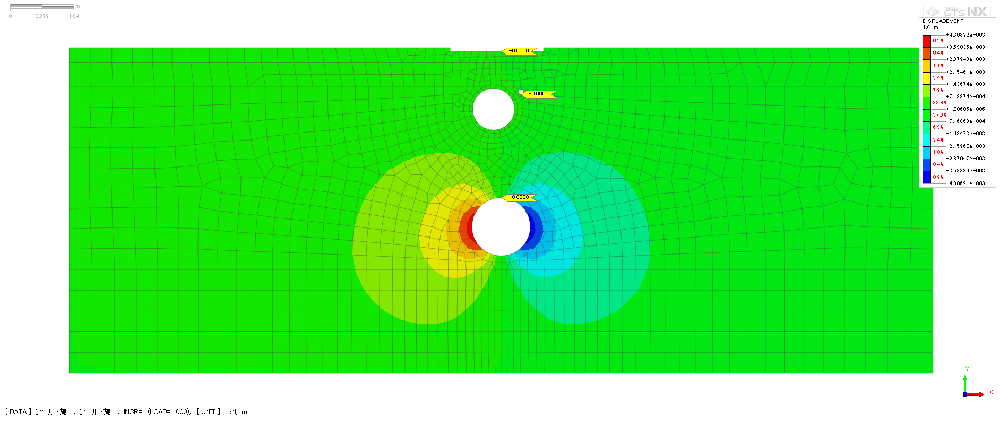 m
0 0.922 1.84
midas
GTS NX
DISPLACEMENT
TX , m
+4.30822e-003
0.2%
+3.59035e-003
0.4%
+2.87248e-003
1.1%
+2.15461e-003
2.4%
+1.43674e-003
7.2%
+7.18874e-004
39.9%
+1.00606e-006
37.8%
-7.16863e-004
6.9%
-1.43473e-003
2.4%
-2.15260e-003
1.0%
-2.87047e-003
0.4%
-3.58834e-003
0.2%
-4.30621e-003
-0.0000
-0.0000
-0.0000
Y
Z
X
[ DATA ] シールド施工, シールド施工, INCR=1 (LOAD=1.000), [ UNIT ] kN, m